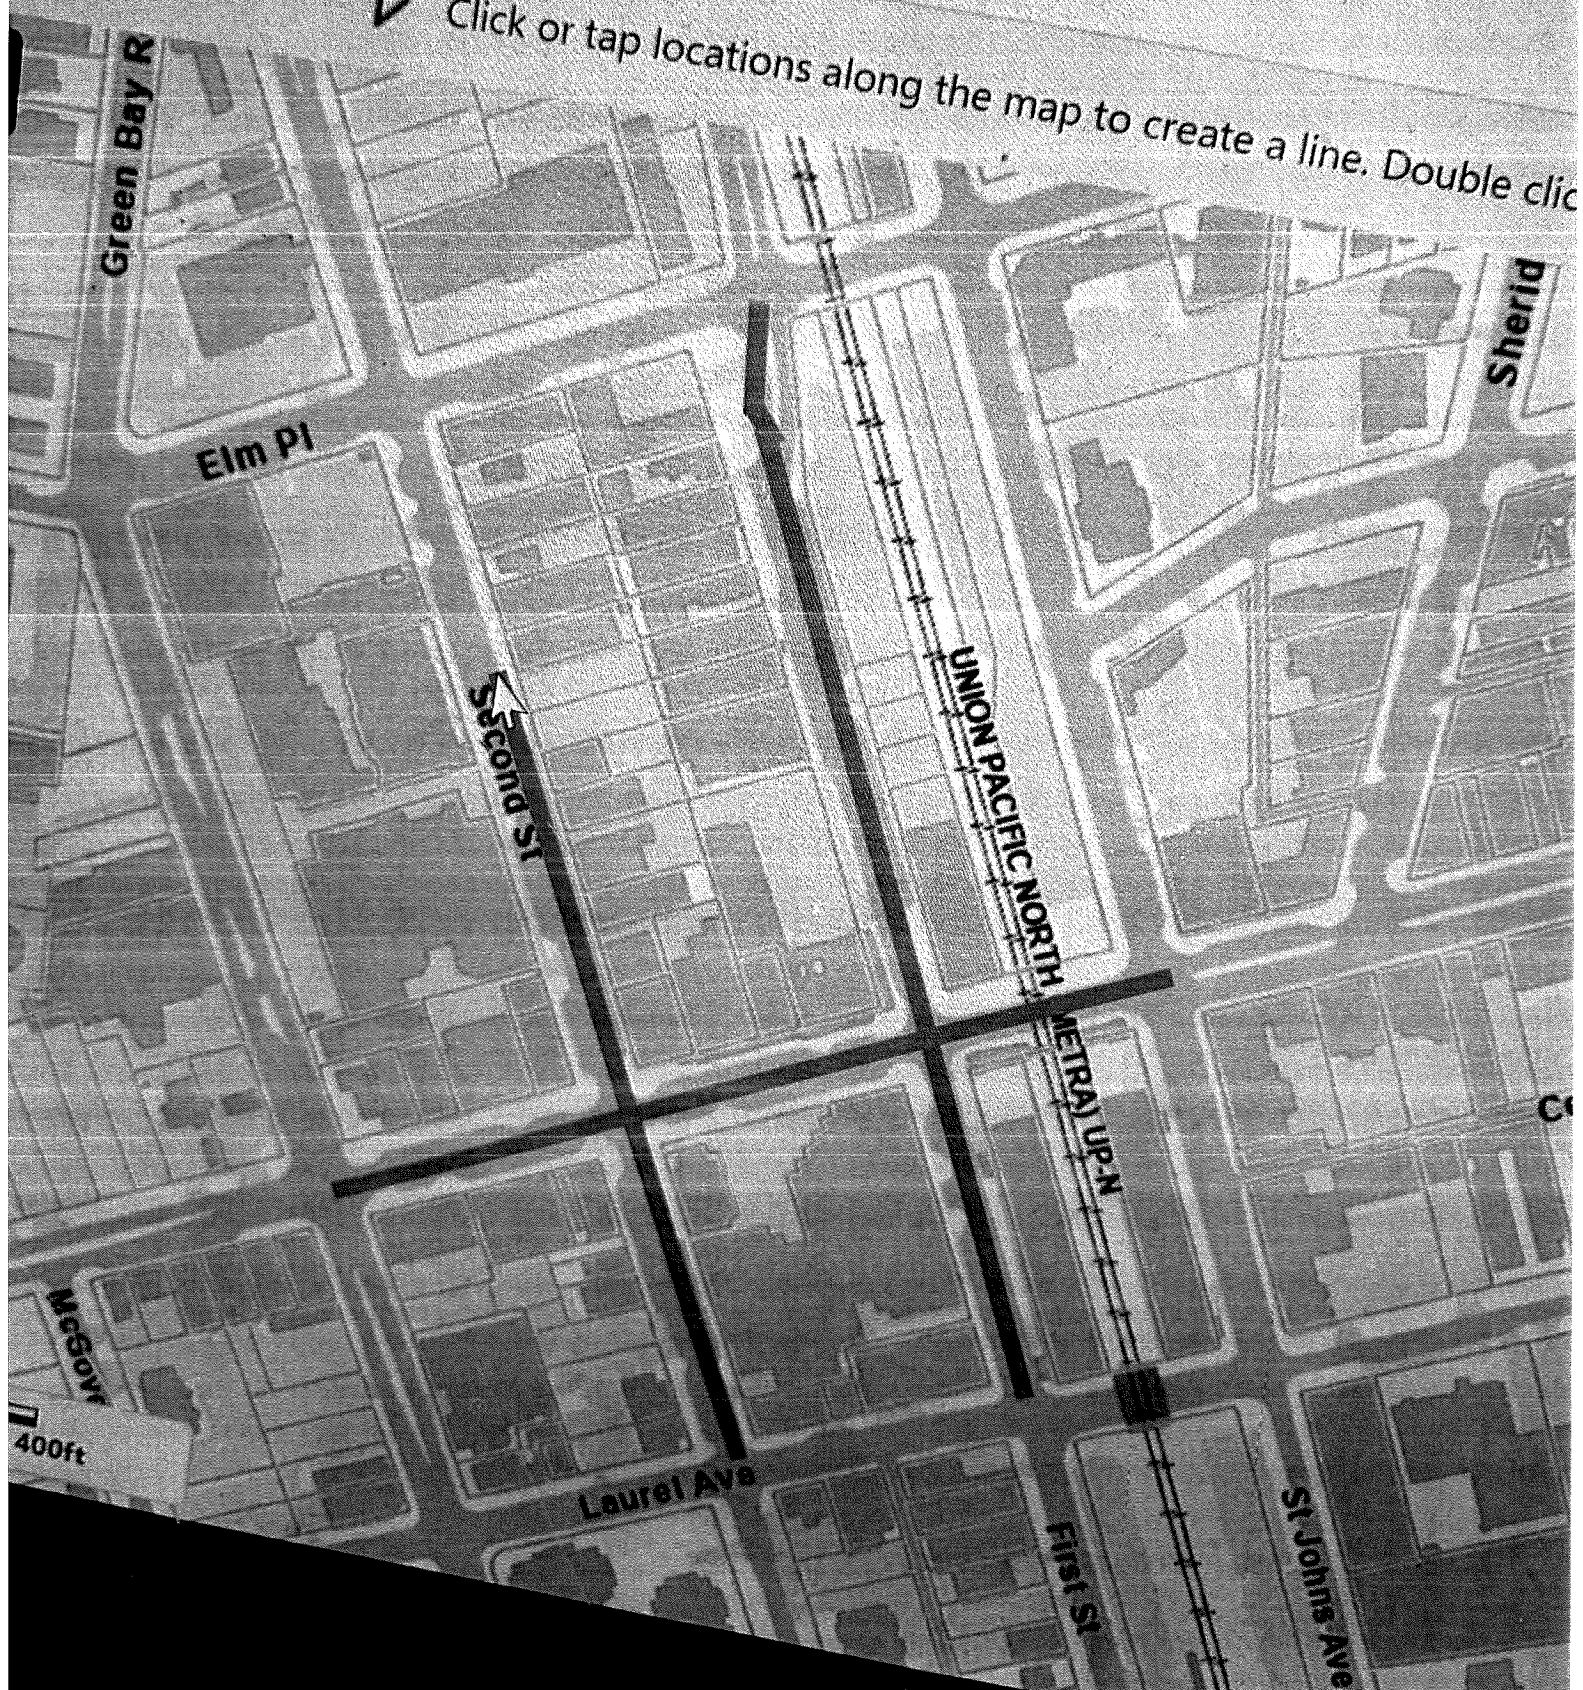 Click or tap locations along the map to create a line. Double clic
Green Bay R
Sherid
Elm Pl
Second St
UNION PACIFIC NORTH (METRA) UP-N
McGovr
400ft
Laurel Ave
First St
St Johns Ave